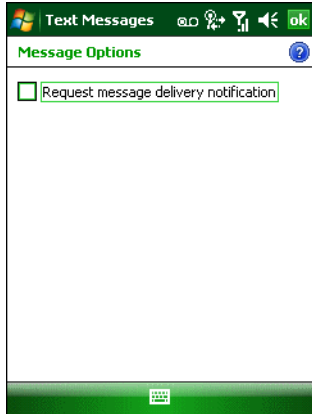 Text Messages ok
Message Options ?
Request message delivery notification